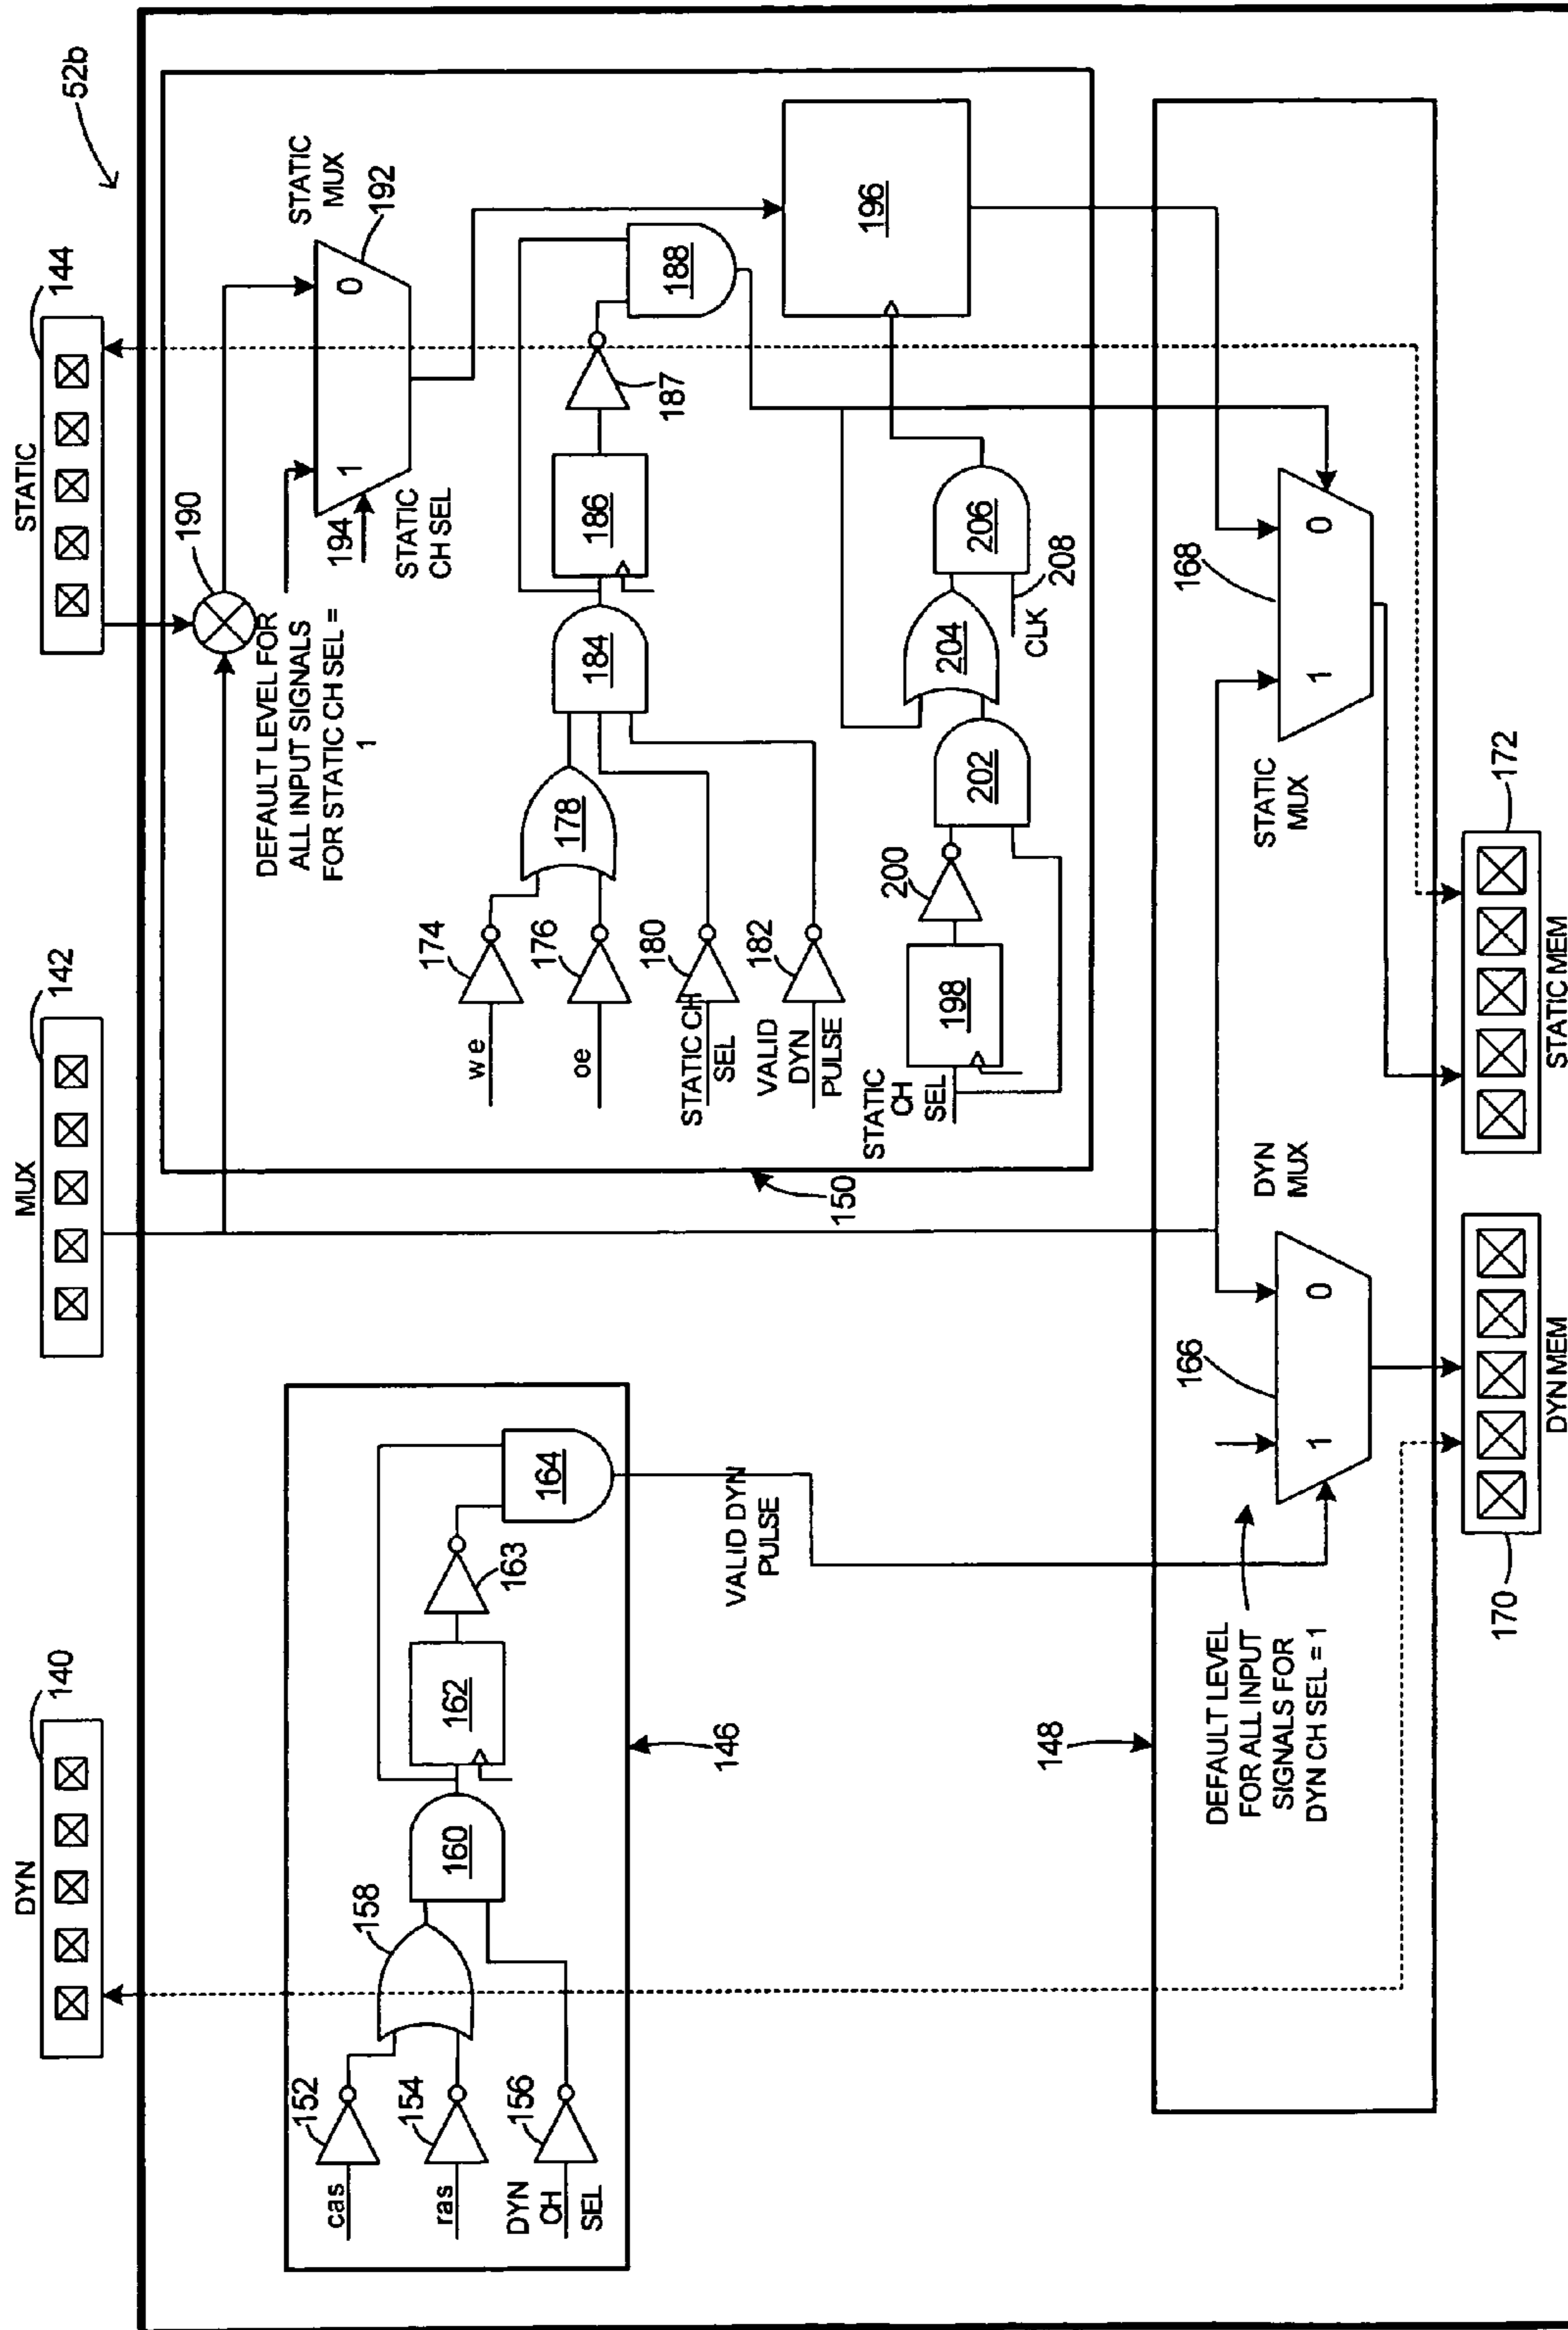 52b
DYN
140
MUX
142
STATIC
144
cas
152
ras
154
DYN
CH
SEL
156
158
160
162
163
164
146
VALID DYN
PULSE
190
DEFAULT LEVEL FOR
ALL INPUT SIGNALS
FOR STATIC CH SEL =
1
1
0
194
STATIC
CH SEL
STATIC
MUX
192
we
174
oe
176
STATIC CH
SEL
180
VALID
DYN
PULSE
182
178
184
186
187
188
STATIC
CH
SEL
198
200
202
204
206
CLK
208
196
150
148
DEFAULT LEVEL
FOR ALL INPUT
SIGNALS FOR
DYN CH SEL = 1
166
1
0
DYN
MUX
STATIC
MUX
168
1
0
170
DYN MEM
172
STATIC MEM